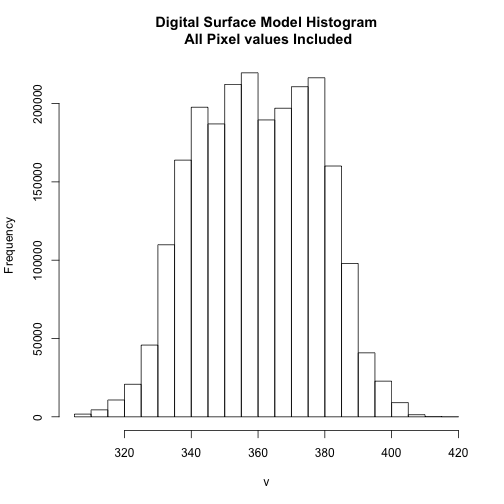 Digital Surface Model Histogram
All Pixel values Included
Frequency
200000
150000
100000
50000
0
320 340 360 380 400 420
v